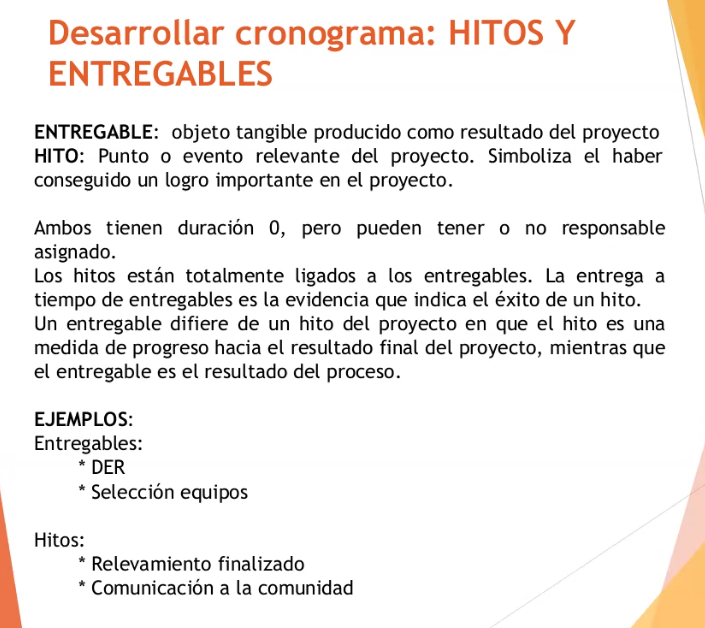 Desarrollar cronograma: HITOS Y
ENTREGABLES
ENTREGABLE: objeto tangible producido como resultado del proyecto
HITO: Punto o evento relevante del proyecto. Simboliza el haber
conseguido un logro importante en el proyecto.
Ambos tienen duración 0, pero pueden tener o no responsable
asignado.
Los hitos están totalmente ligados a los entregables. La entrega a
tiempo de entregables es la evidencia que indica el éxito de un hito.
Un entregable difiere de un hito del proyecto en que el hito es una
medida de progreso hacia el resultado final del proyecto, mientras que
el entregable es el resultado del proceso.
EJEMPLOS:
Entregables:
* DER
* Selección equipos
Hitos:
* Relevamiento finalizado
* Comunicación a la comunidad